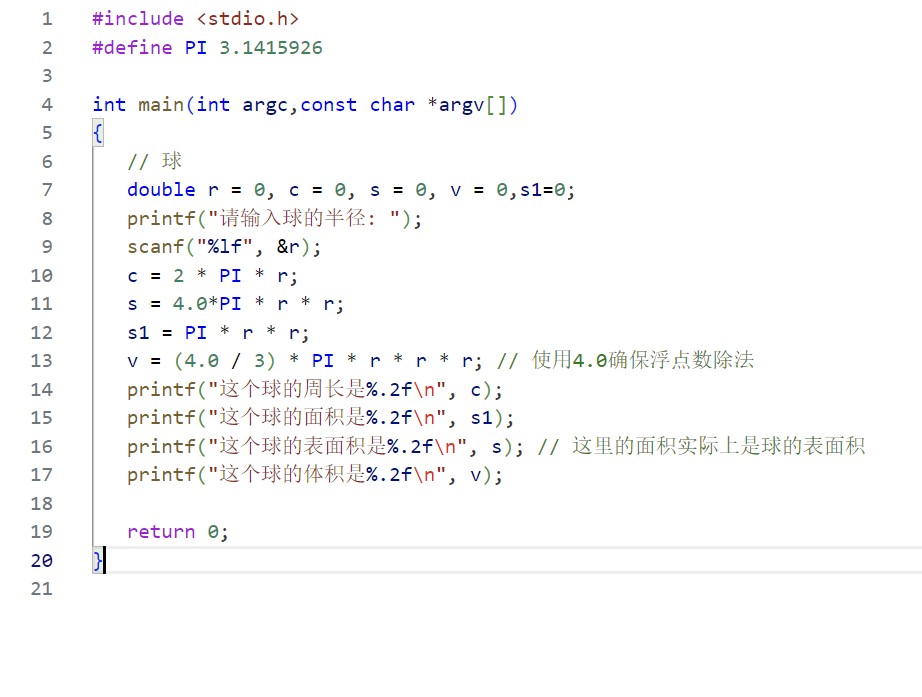 1 #include <stdio.h>
2 #define PI 3.1415926
3
4 int main(int argc,const char *argv[])
5 {
6 // 球
7 double r = 0, c = 0, s = 0, v = 0,s1=0;
8 printf("请输入球的半径: ");
9 scanf("%lf", &r);
10 c = 2 * PI * r;
11 s = 4.0*PI * r * r;
12 s1 = PI * r * r;
13 v = (4.0 / 3) * PI * r * r * r; // 使用4.0确保浮点数除法
14 printf("这个球的周长是%.2f\n", c);
15 printf("这个球的面积是%.2f\n", s1);
16 printf("这个球的表面积是%.2f\n", s); // 这里的面积实际上是球的表面积
17 printf("这个球的体积是%.2f\n", v);
18
19 return 0;
20 }
21